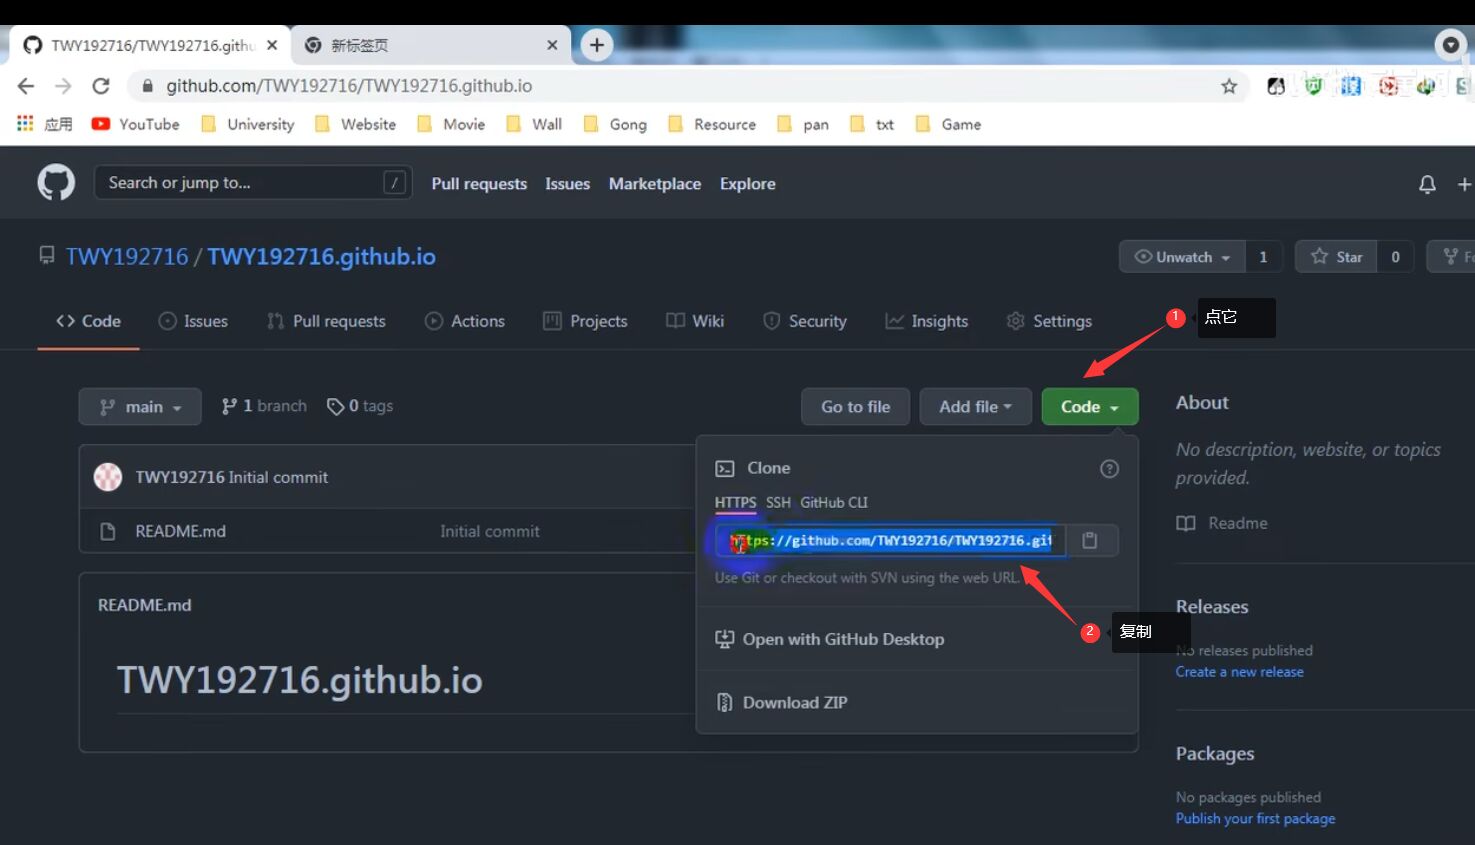 TWY192716/TWY192716.githu
新标签页
github.com/TWY192716/TWY192716.github.io
应用 YouTube University Website Movie Wall Gong Resource pan txt Game
Search or jump to... / Pull requests Issues Marketplace Explore
TWY192716 / TWY192716.github.io
Unwatch 1 Star 0
Code Issues Pull requests Actions Projects Wiki Security Insights Settings
1 点它
main 1 branch 0 tags Go to file Add file Code
About
No description, website, or topics
provided.
Readme
TWY192716 Initial commit
README.md Initial commit
Clone
HTTPS SSH GitHub CLI
https://github.com/TWY192716/TWY192716.git
Use Git or checkout with SVN using the web URL.
2 复制
Open with GitHub Desktop
Download ZIP
README.md
TWY192716.github.io
Releases
No releases published
Create a new release
Packages
No packages published
Publish your first package